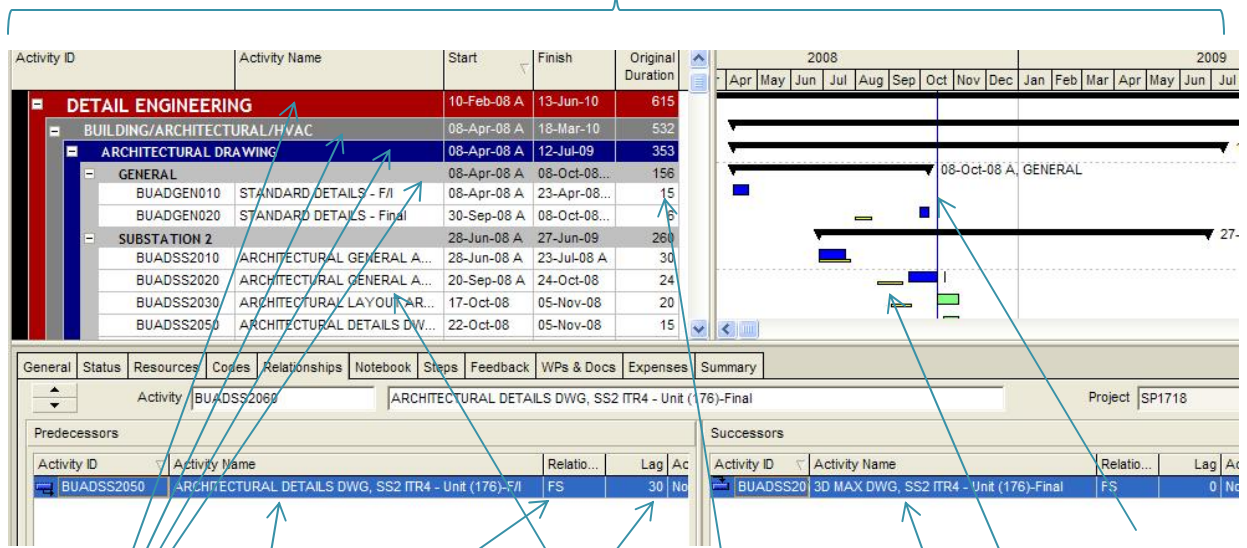 Activity ID Activity Name Start Finish Original Duration 2008 2009
Apr May Jun Jul Aug Sep Oct Nov Dec Jan Feb Mar Apr May Jun Jul
DETAIL ENGINEERING 10-Feb-08 A 13-Jun-10 615
BUILDING/ARCHITECTURAL/HVAC 08-Apr-08 A 18-Mar-10 532
ARCHITECTURAL DRAWING 08-Apr-08 A 12-Jul-09 353
GENERAL 08-Apr-08 A 08-Oct-08... 156 08-Oct-08 A, GENERAL
BUADGEN010 STANDARD DETAILS - F/I 08-Apr-08 A 23-Apr-08... 15
BUADGEN020 STANDARD DETAILS - Final 30-Sep-08 A 08-Oct-08... 6
SUBSTATION 2 28-Jun-08 A 27-Jun-09 260 27-
BUADSS2010 ARCHITECTURAL GENERAL A... 28-Jun-08 A 23-Jul-08 A 30
BUADSS2020 ARCHITECTURAL GENERAL A... 20-Sep-08 A 24-Oct-08 24
BUADSS2030 ARCHITECTURAL LAYOUT AR... 17-Oct-08 05-Nov-08 20
BUADSS2050 ARCHITECTURAL DETAILS DW... 22-Oct-08 05-Nov-08 15
General Status Resources Codes Relationships Notebook Steps Feedback WPs & Docs Expenses Summary
Activity BUADSS2060 ARCHITECTURAL DETAILS DWG, SS2 ITR4 - Unit (176)-Final Project SP1718
Predecessors Successors
Activity ID Activity Name Relatio... Lag Ac Activity ID Activity Name Relatio... Lag Ac
BUADSS2050 ARCHITECTURAL DETAILS DWG, SS2 ITR4 - Unit (176)-F/I FS 30 No BUADSS20 3D MAX DWG, SS2 ITR4 - Unit (176)-Final FS 0 No